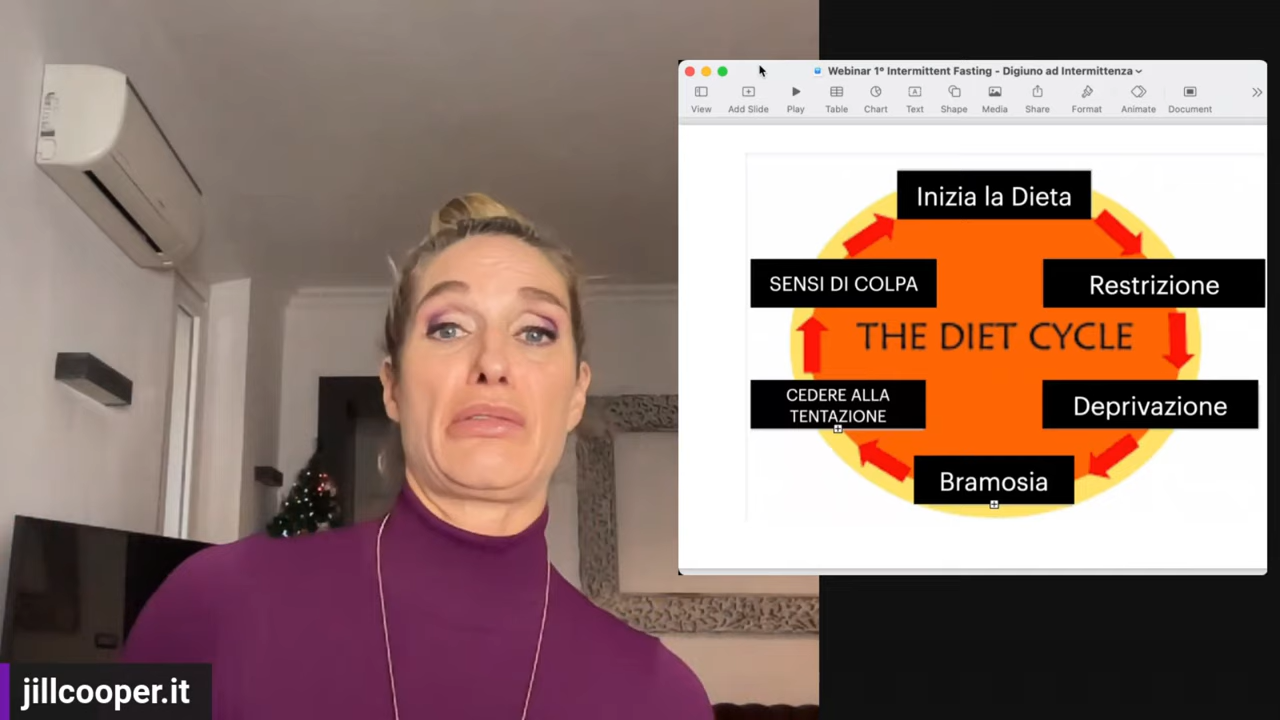 Webinar 1° Intermittent Fasting - Digiuno ad Intermittenza
View
Add Slide
Play
Table
Chart
Text
Shape
Media
Share
Format
Animate
Document
Inizia la Dieta
SENSI DI COLPA
Restrizione
THE DIET CYCLE
CEDERE ALLA
TENTAZIONE
Deprivazione
Bramosia
jillcooper.it